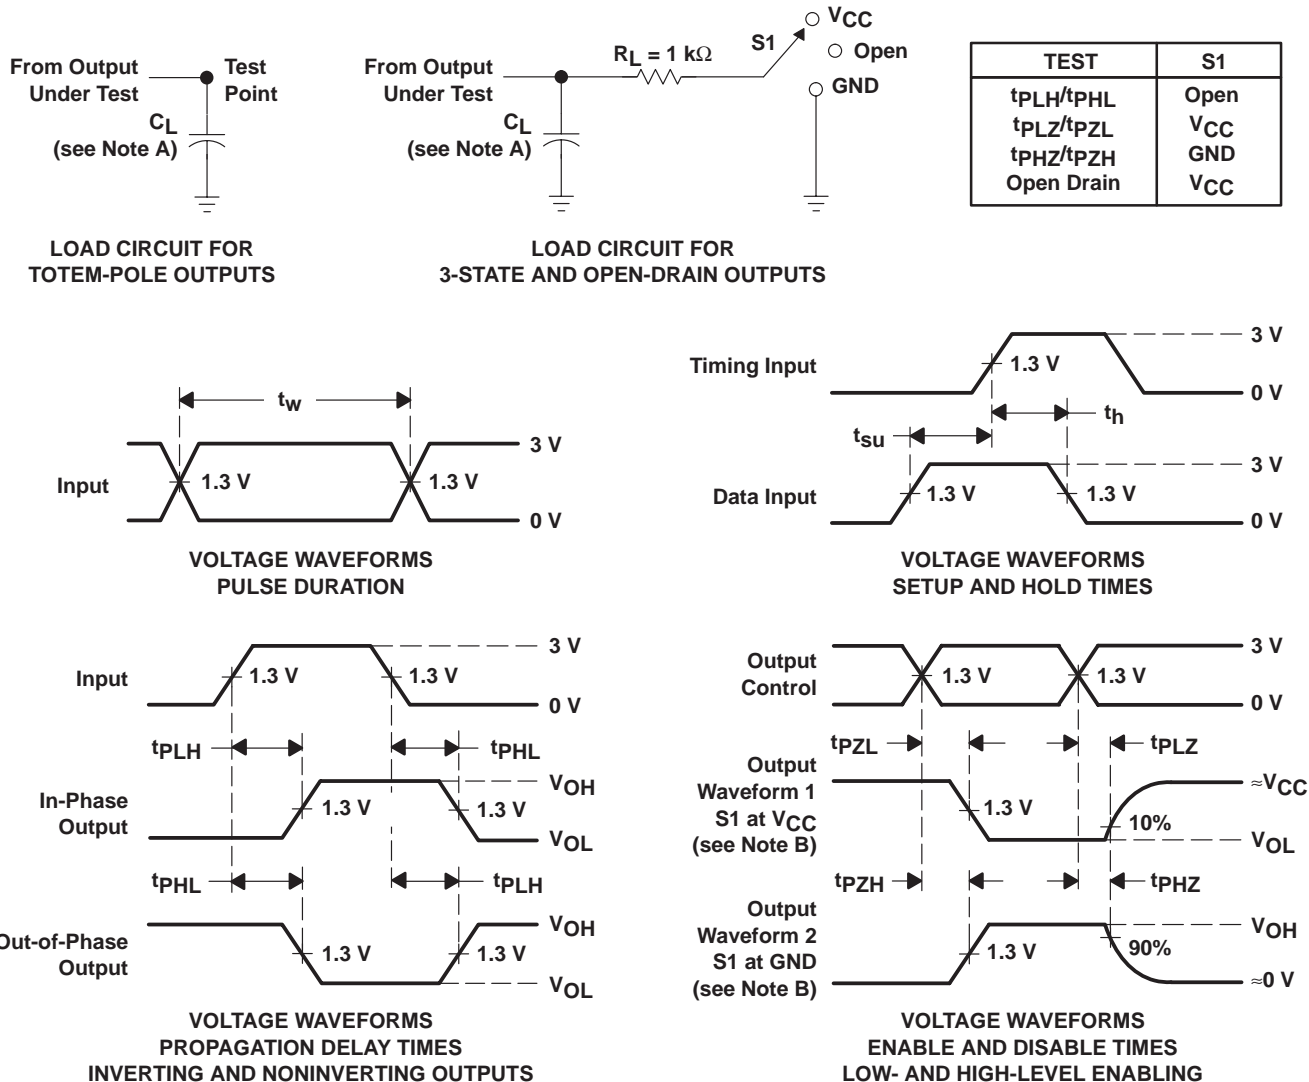 From Output
Under Test
Test
Point
CL
(see Note A)
LOAD CIRCUIT FOR
TOTEM-POLE OUTPUTS
From Output
Under Test
RL = 1 kΩ
S1
VCC
Open
GND
CL
(see Note A)
LOAD CIRCUIT FOR
3-STATE AND OPEN-DRAIN OUTPUTS
TEST S1
tPLH/tPHL Open
tPLZ/tPZL VCC
tPHZ/tPZH GND
Open Drain VCC
tw
Input
1.3 V
1.3 V
3 V
0 V
VOLTAGE WAVEFORMS
PULSE DURATION
Timing Input
1.3 V
3 V
0 V
tsu
th
Data Input
1.3 V
1.3 V
3 V
0 V
VOLTAGE WAVEFORMS
SETUP AND HOLD TIMES
Input
1.3 V
1.3 V
3 V
0 V
tPLH
tPHL
In-Phase
Output
1.3 V
1.3 V
VOH
VOL
tPHL
tPLH
Out-of-Phase
Output
1.3 V
1.3 V
VOH
VOL
VOLTAGE WAVEFORMS
PROPAGATION DELAY TIMES
INVERTING AND NONINVERTING OUTPUTS
Output
Control
1.3 V
1.3 V
3 V
0 V
tPZL
tPLZ
Output
Waveform 1
S1 at VCC
(see Note B)
1.3 V
10%
≈VCC
VOL
tPZH
tPHZ
Output
Waveform 2
S1 at GND
(see Note B)
1.3 V
90%
VOH
≈0 V
VOLTAGE WAVEFORMS
ENABLE AND DISABLE TIMES
LOW- AND HIGH-LEVEL ENABLING